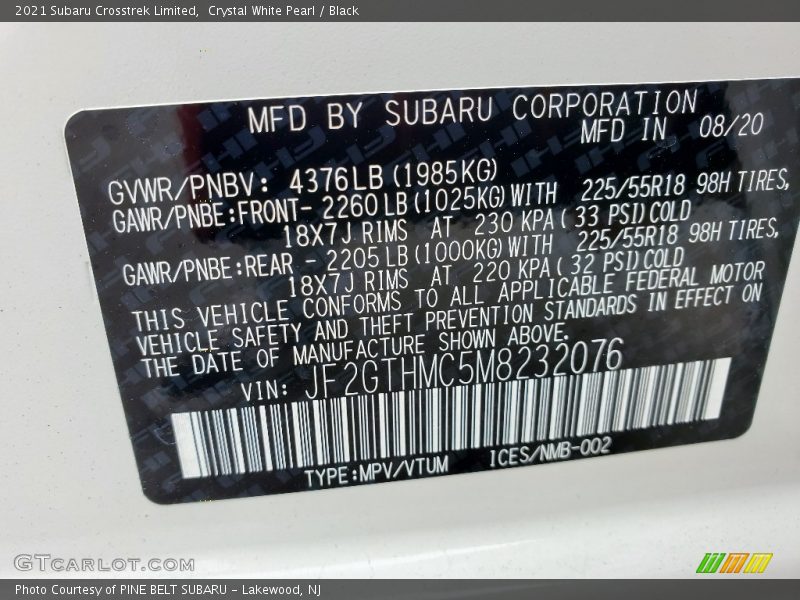 2021 Subaru Crosstrek Limited, Crystal White Pearl / Black
MFD BY SUBARU CORPORATION
MFD IN 08/20
GVWR/PNBV: 4376LB (1985KG)
GAWR/PNBE:FRONT- 2260 LB (1025KG) WITH 225/55R18 98H TIRES,
18X7J RIMS AT 230 KPA ( 33 PSI) COLD
GAWR/PNBE:REAR - 2205 LB (1000KG) WITH 225/55R18 98H TIRES,
18X7J RIMS AT 220 KPA ( 32 PSI) COLD
THIS VEHICLE CONFORMS TO ALL APPLICABLE FEDERAL MOTOR
VEHICLE SAFETY AND THEFT PREVENTION STANDARDS IN EFFECT ON
THE DATE OF MANUFACTURE SHOWN ABOVE.
VIN: JF2GTHMC5M8232076
TYPE:MPV/VTUM ICES/NMB-002
GTCARLOT.COM
Photo Courtesy of PINE BELT SUBARU - Lakewood, NJ